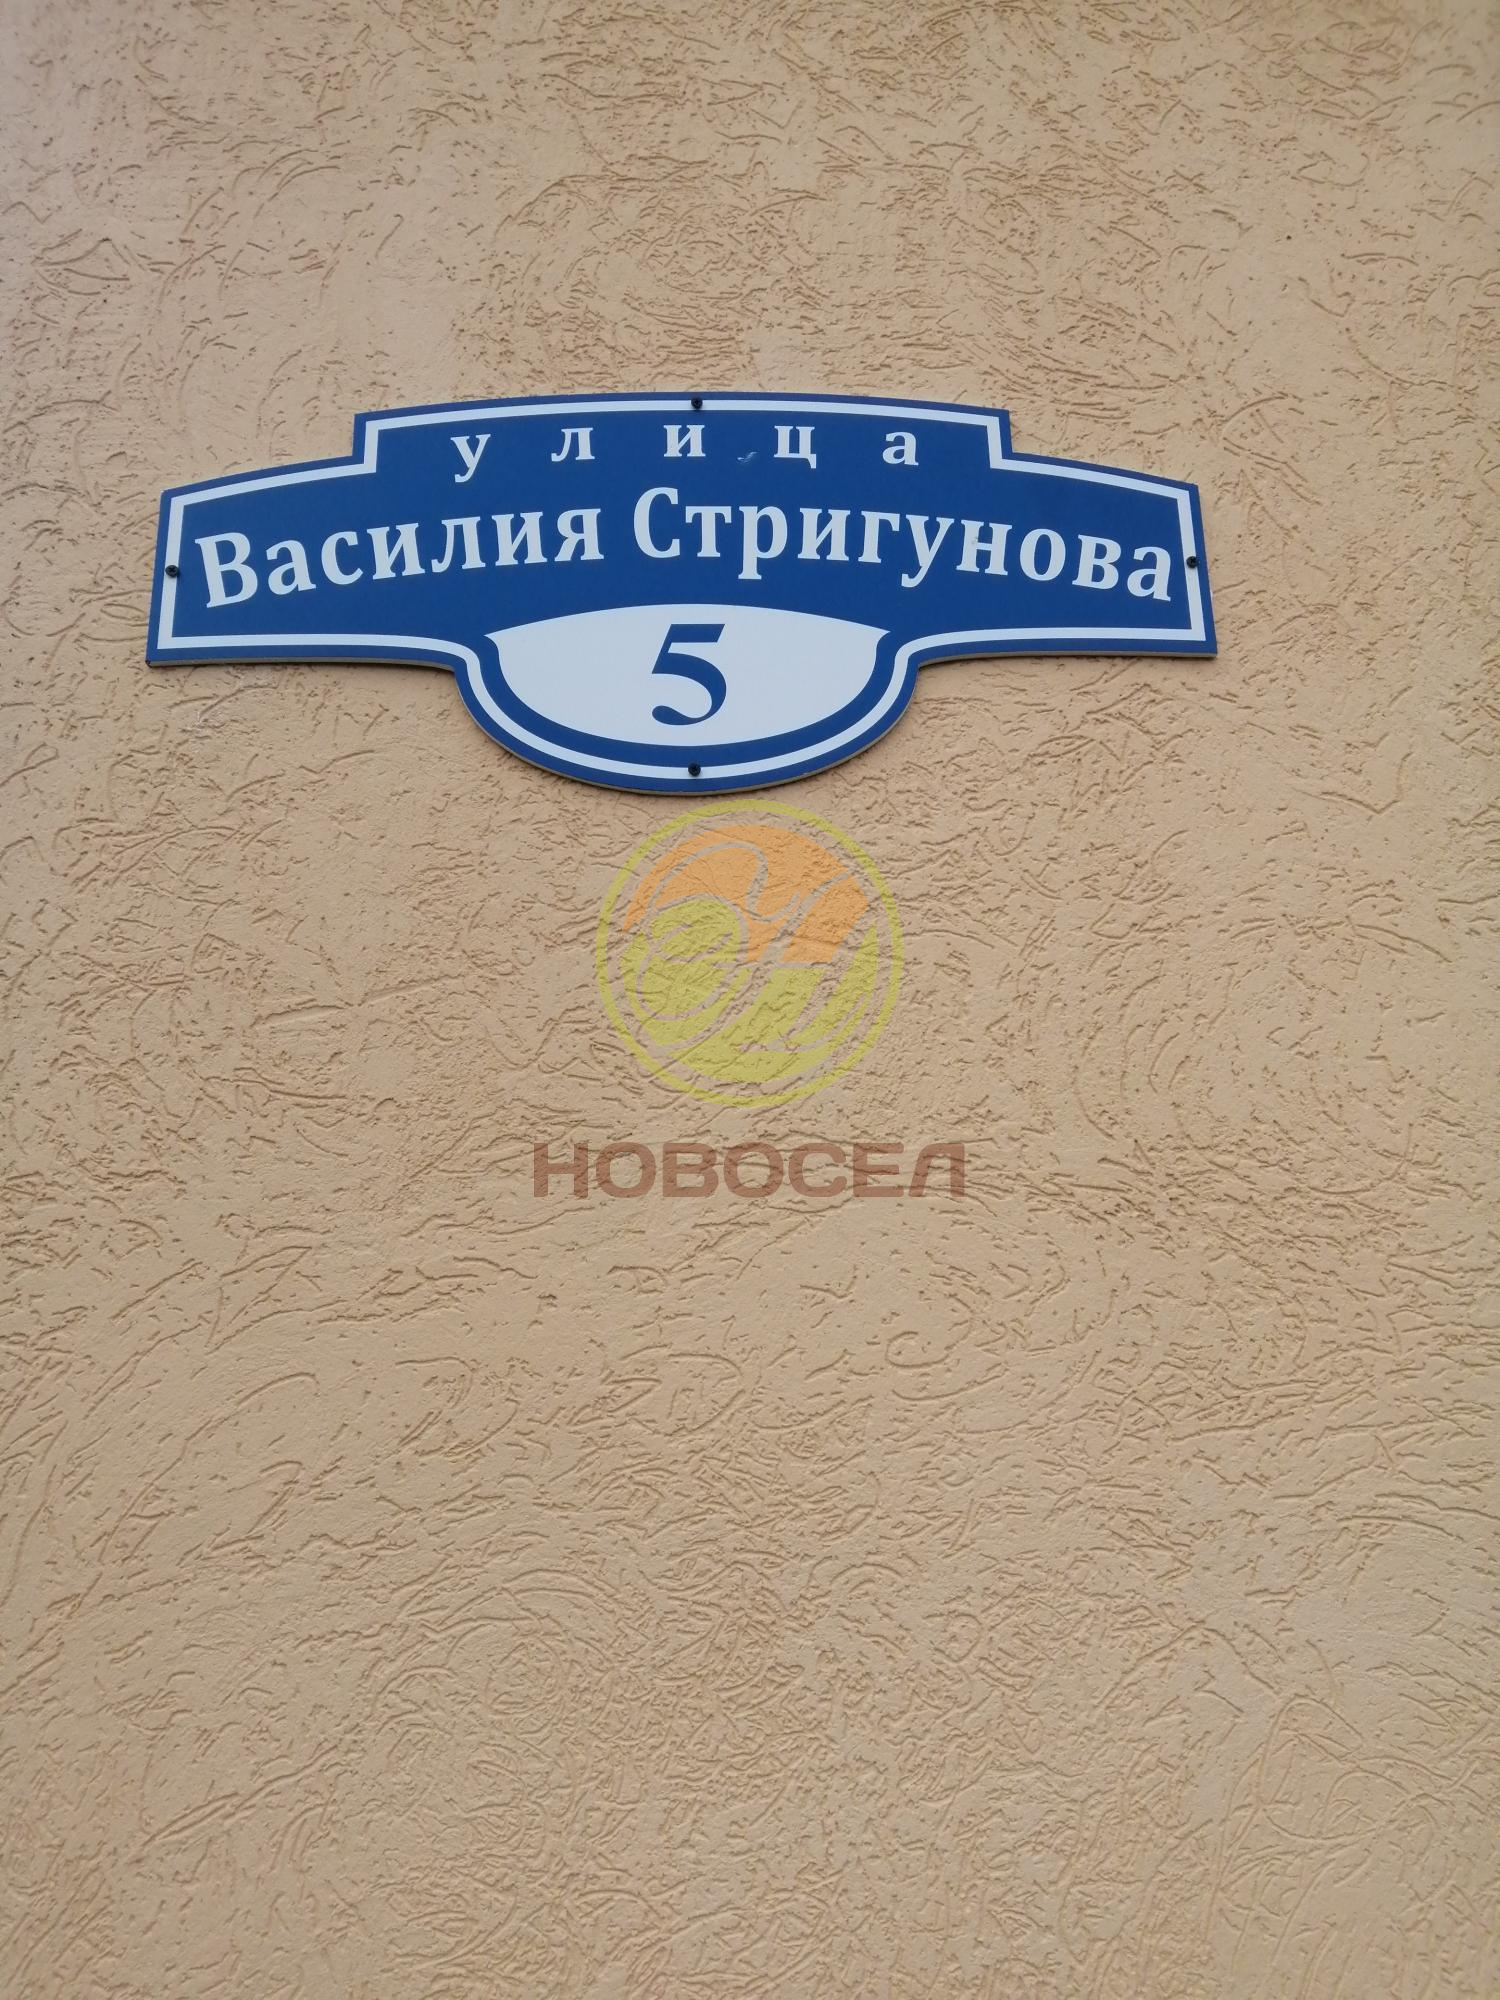 улица
Василия Стригунова
5
НОВОСЕЛ